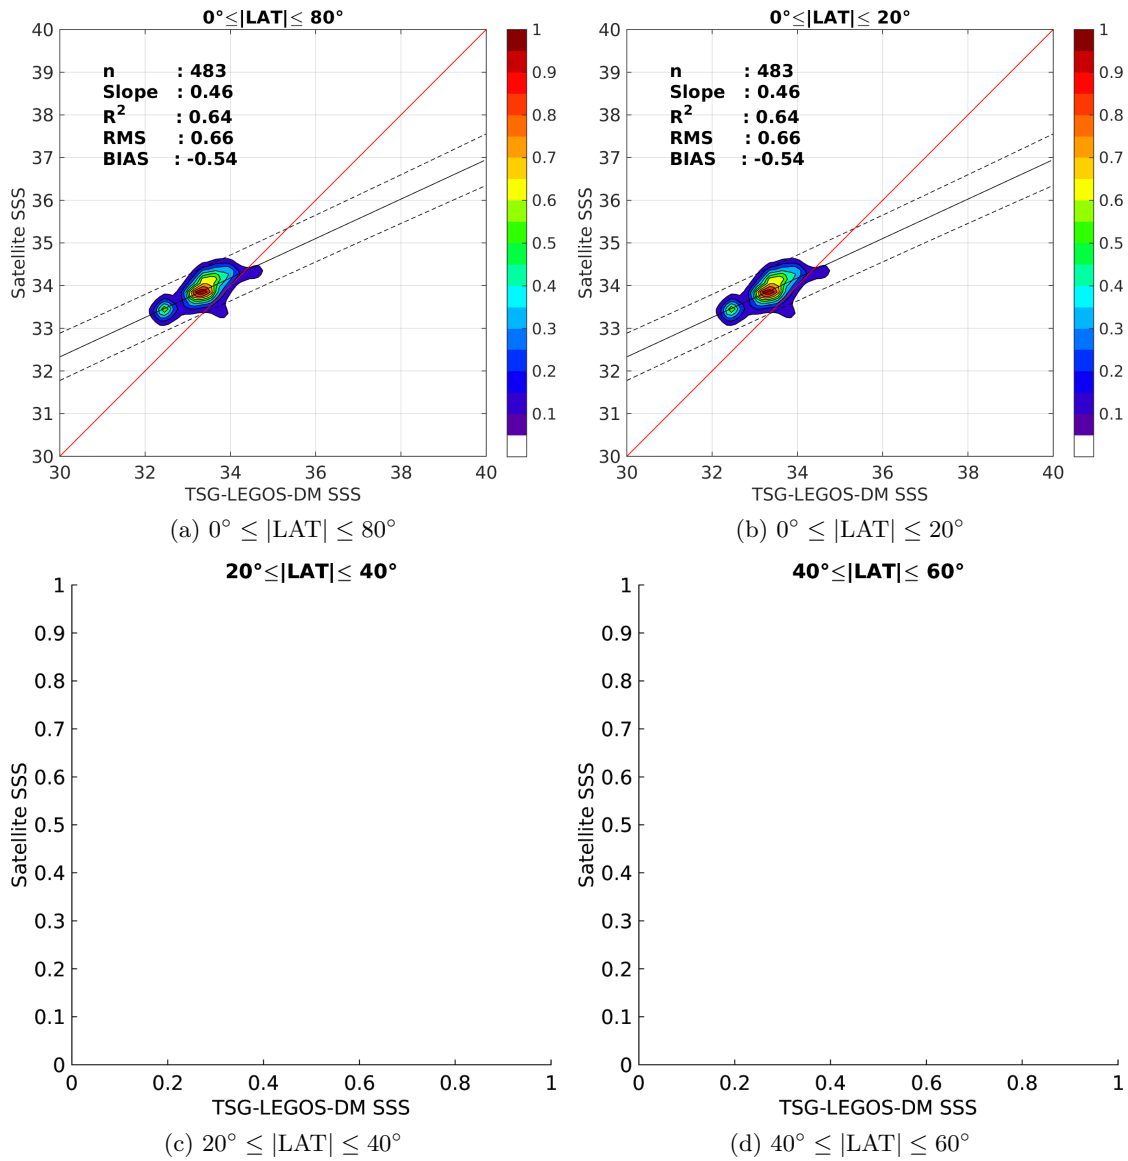 0°≤|LAT|≤ 80°
n : 483
Slope : 0.46
R² : 0.64
RMS : 0.66
BIAS : -0.54
40
39
38
37
36
35
34
33
32
31
30
30 32 34 36 38 40
Satellite SSS
TSG-LEGOS-DM SSS
1
0.9
0.8
0.7
0.6
0.5
0.4
0.3
0.2
0.1
(a) 0° ≤ |LAT| ≤ 80°
0°≤|LAT|≤ 20°
n : 483
Slope : 0.46
R² : 0.64
RMS : 0.66
BIAS : -0.54
40
39
38
37
36
35
34
33
32
31
30
30 32 34 36 38 40
Satellite SSS
TSG-LEGOS-DM SSS
1
0.9
0.8
0.7
0.6
0.5
0.4
0.3
0.2
0.1
(b) 0° ≤ |LAT| ≤ 20°
20°≤|LAT|≤ 40°
1
0.9
0.8
0.7
0.6
0.5
0.4
0.3
0.2
0.1
0
0 0.2 0.4 0.6 0.8 1
Satellite SSS
TSG-LEGOS-DM SSS
(c) 20° ≤ |LAT| ≤ 40°
40°≤|LAT|≤ 60°
1
0.9
0.8
0.7
0.6
0.5
0.4
0.3
0.2
0.1
0
0 0.2 0.4 0.6 0.8 1
Satellite SSS
TSG-LEGOS-DM SSS
(d) 40° ≤ |LAT| ≤ 60°